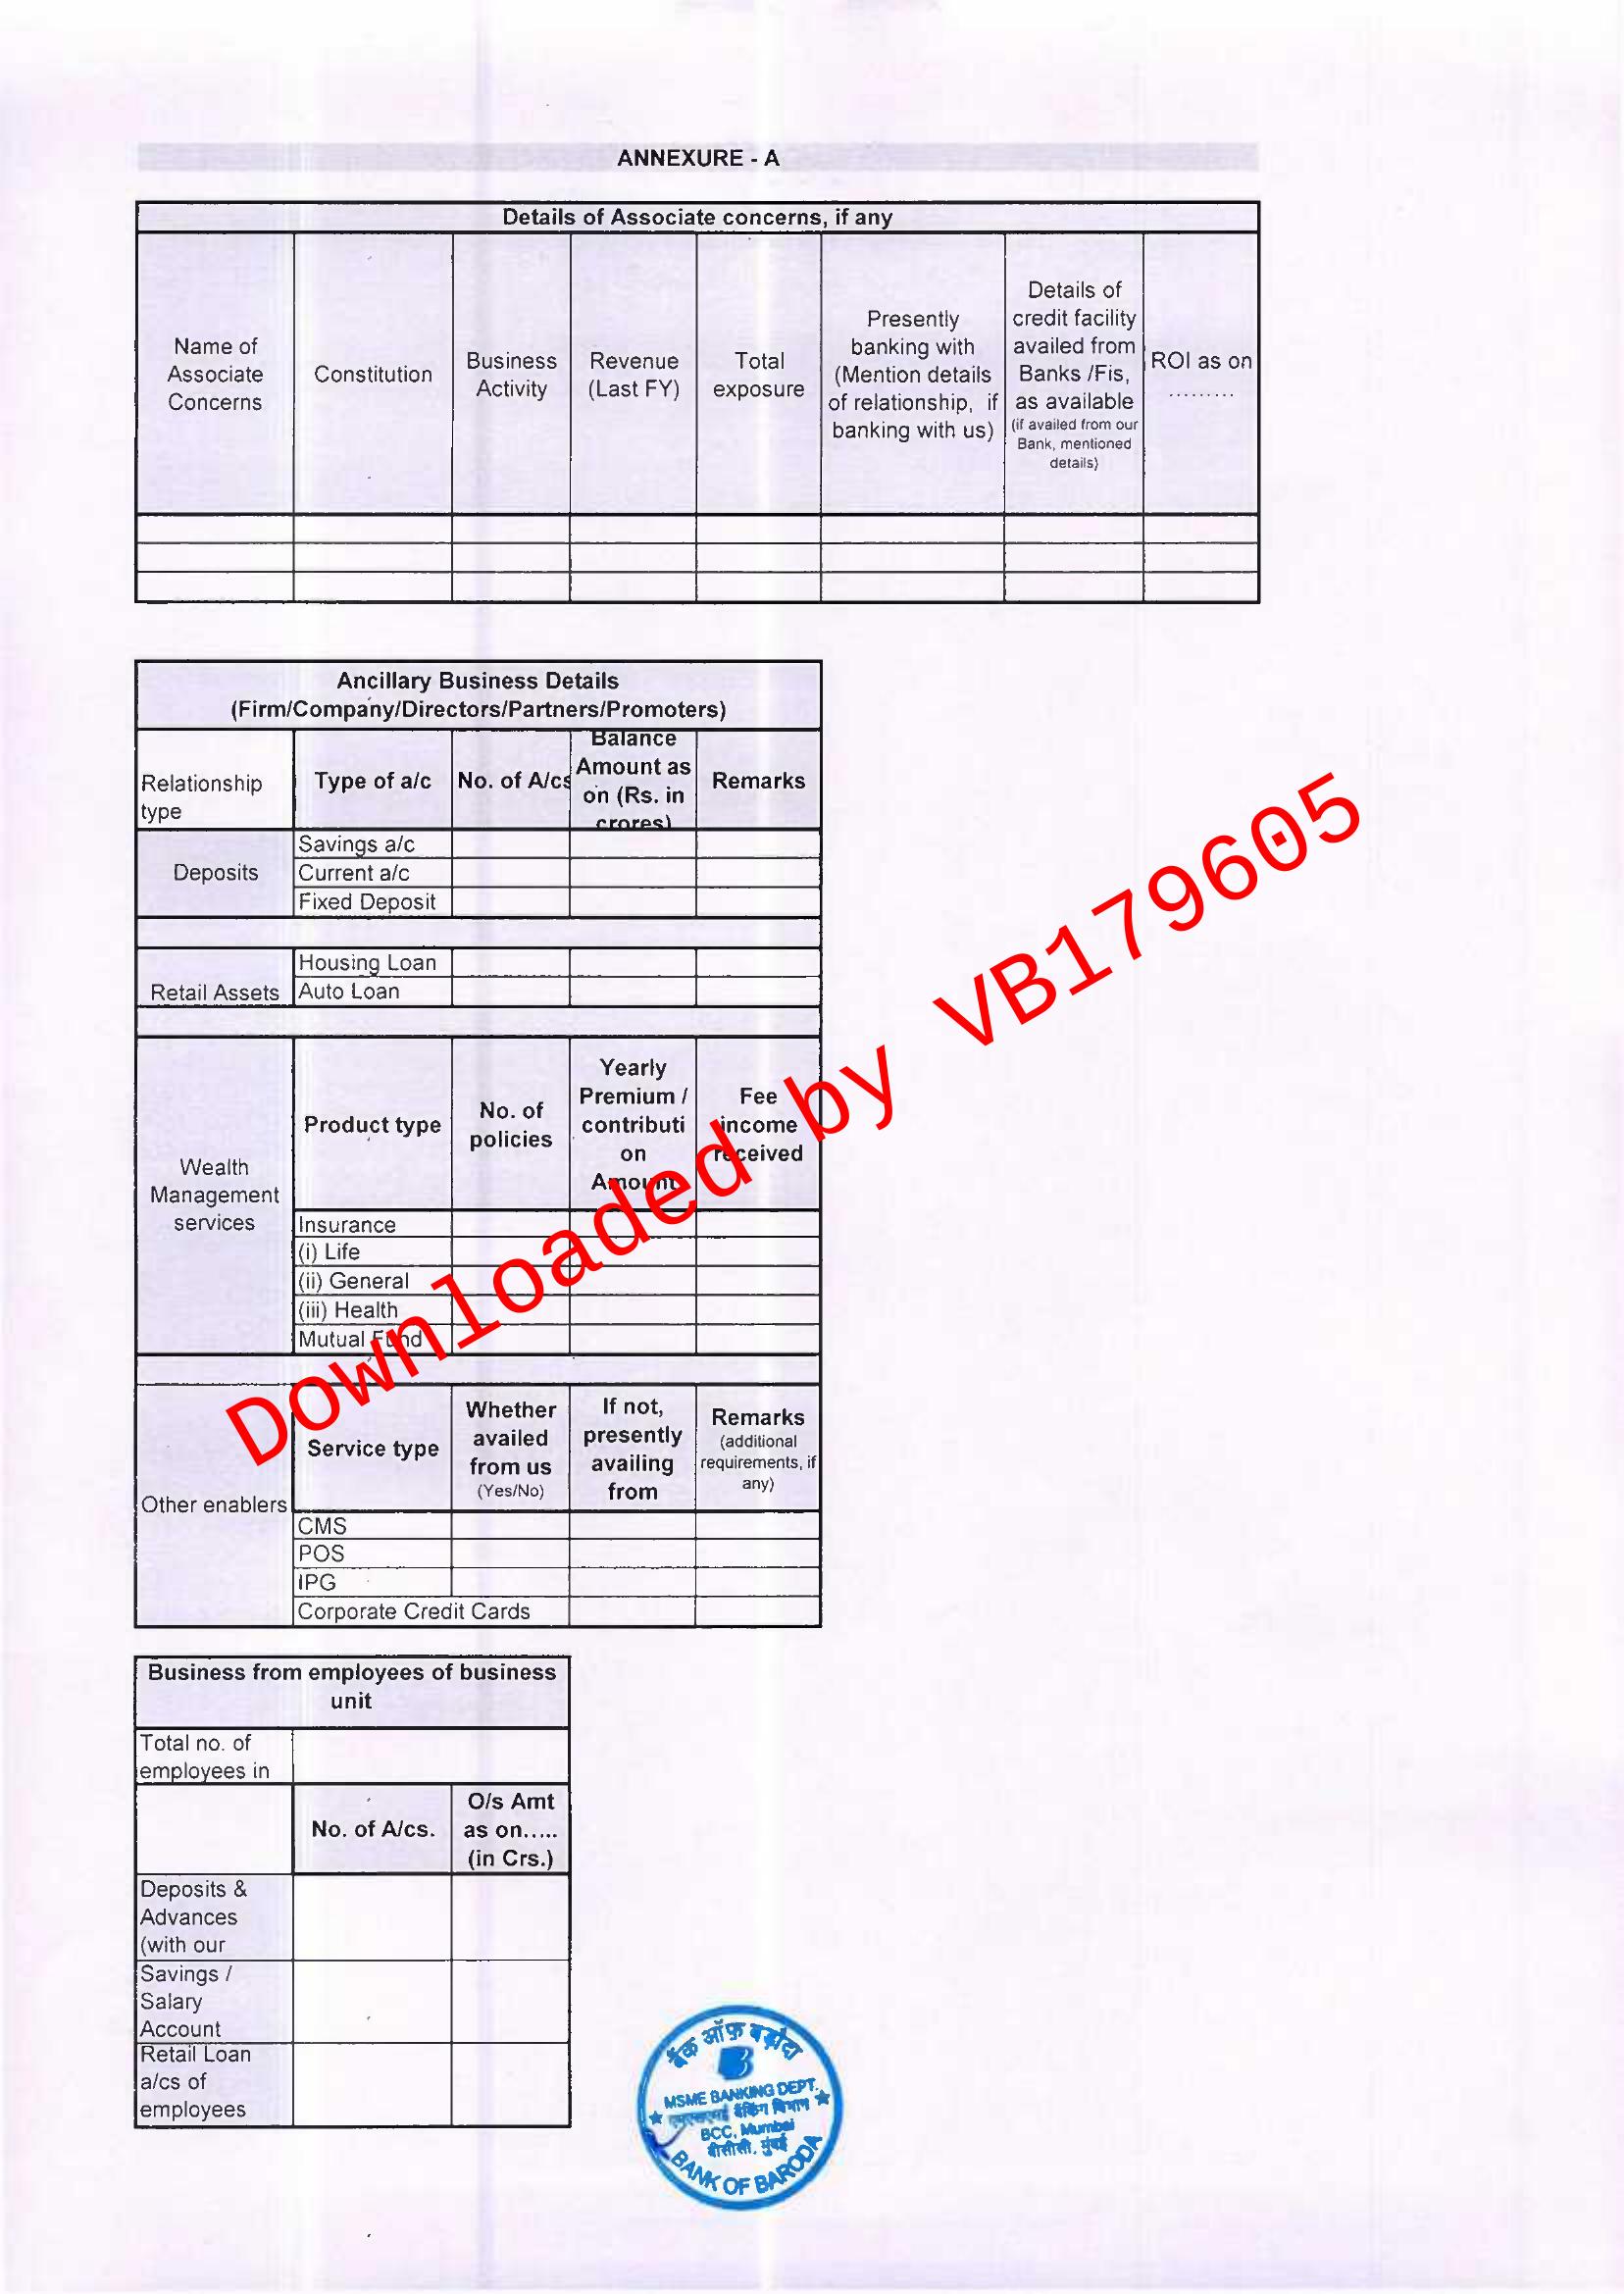 ANNEXURE - A
Details of Associate concerns, if any
Name of
Associate
Concerns
Constitution
Business
Activity
Revenue
(Last FY)
Total
exposure
Presently
banking with
(Mention details
of relationship, if
banking with us)
Details of
credit facility
availed from
Banks /Fis,
as available
(if availed from our
Bank, mentioned
details)
ROI as on
.........
Ancillary Business Details
(Firm/Company/Directors/Partners/Promoters)
Relationship
type
Type of a/c
No. of A/cs
Balance
Amount as
on (Rs. in
crores)
Remarks
Deposits
Savings a/c
Current a/c
Fixed Deposit
Retail Assets
Housing Loan
Auto Loan
Wealth
Management
services
Product type
No. of
policies
Yearly
Premium /
contributi
on
Amount
Fee
income
received
Insurance
(i) Life
(ii) General
(iii) Health
Mutual Fund
Other enablers
Service type
Whether
availed
from us
(Yes/No)
If not,
presently
availing
from
Remarks
(additional
requirements, if
any)
CMS
POS
IPG
Corporate Credit Cards
Downloaded by VB179605
Business from employees of business
unit
Total no. of
employees in
No. of A/cs.
O/s Amt
as on.....
(in Crs.)
Deposits &
Advances
(with our
Savings /
Salary
Account
Retail Loan
a/cs of
employees
बैंक ऑफ़ बड़ौदा
MSME BANKING DEPT.
एमएसएमई बैंकिंग विभाग
BCC, Mumbai
बीसीसी, मुंबई
BANK OF BARODA